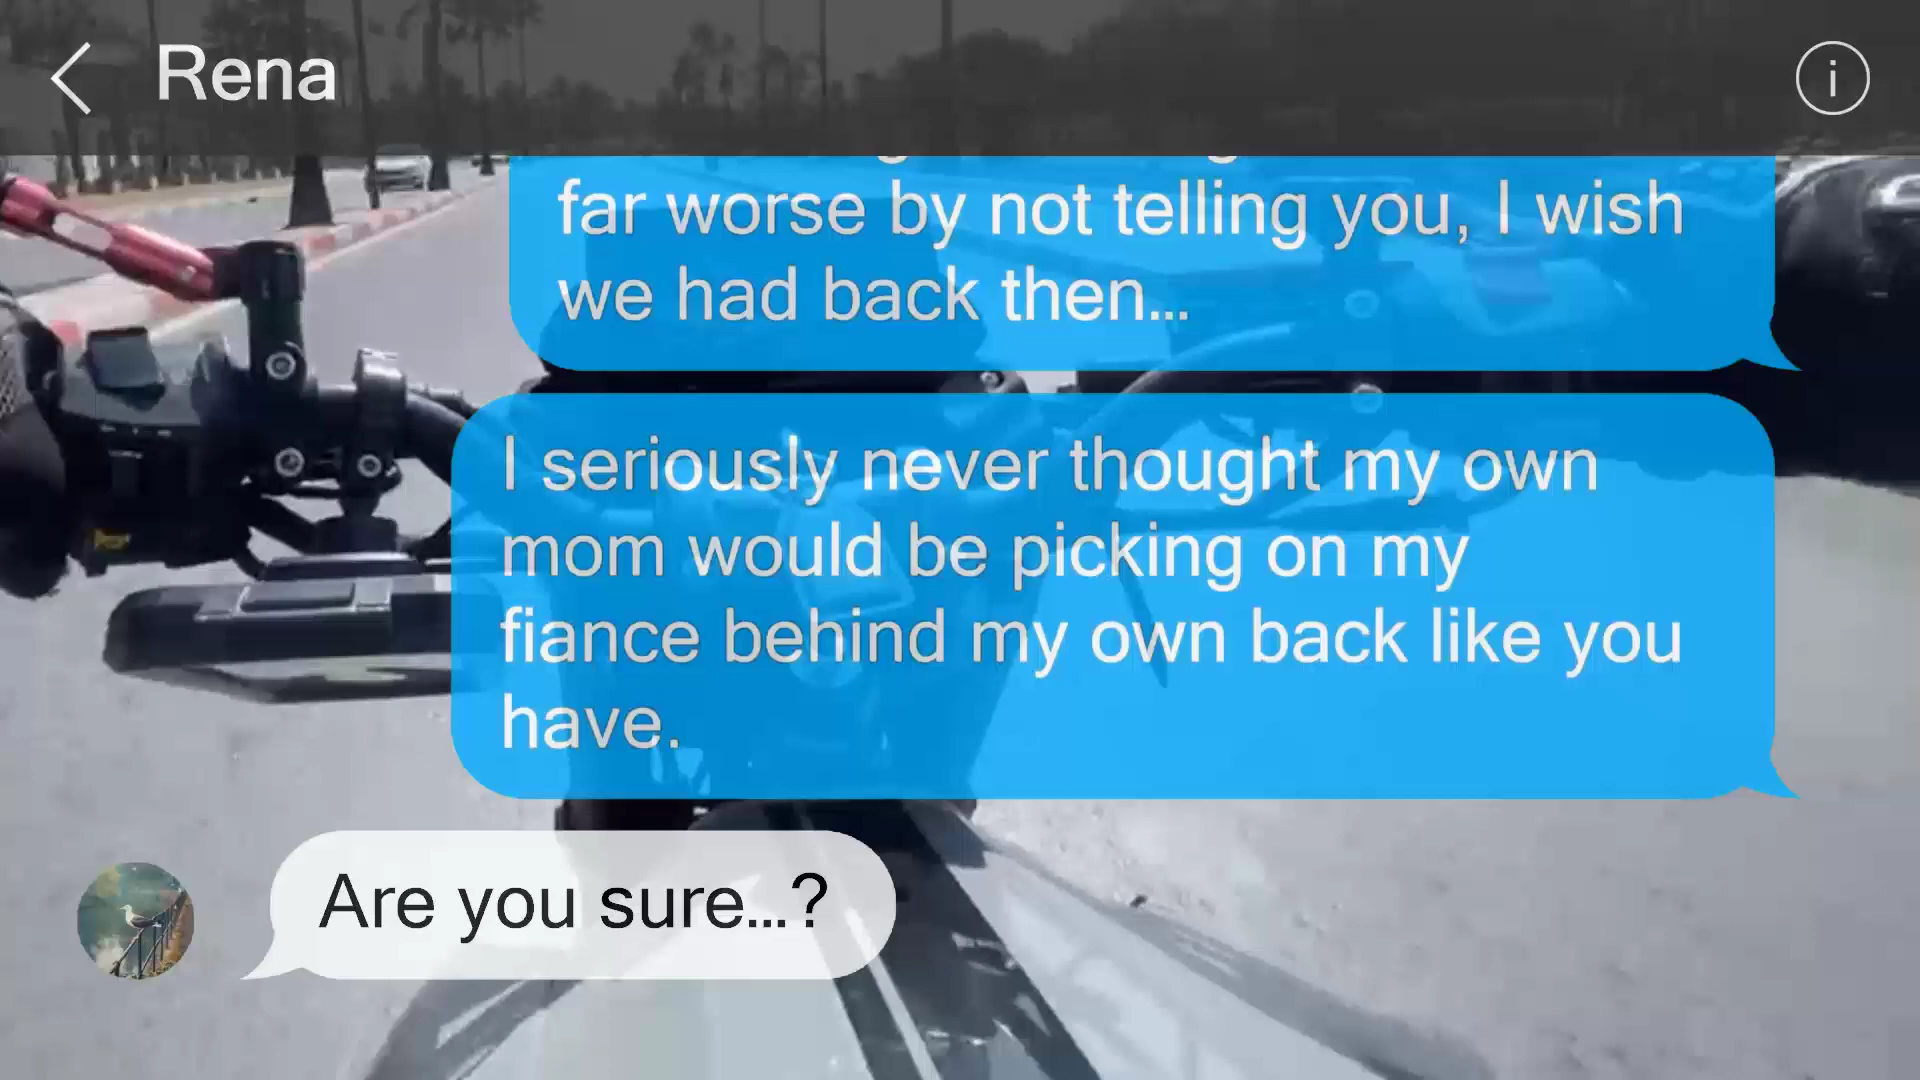 Rena
i
far worse by not telling you, I wish
we had back then...
I seriously never thought my own
mom would be picking on my
fiance behind my own back like you
have.
Are you sure...?